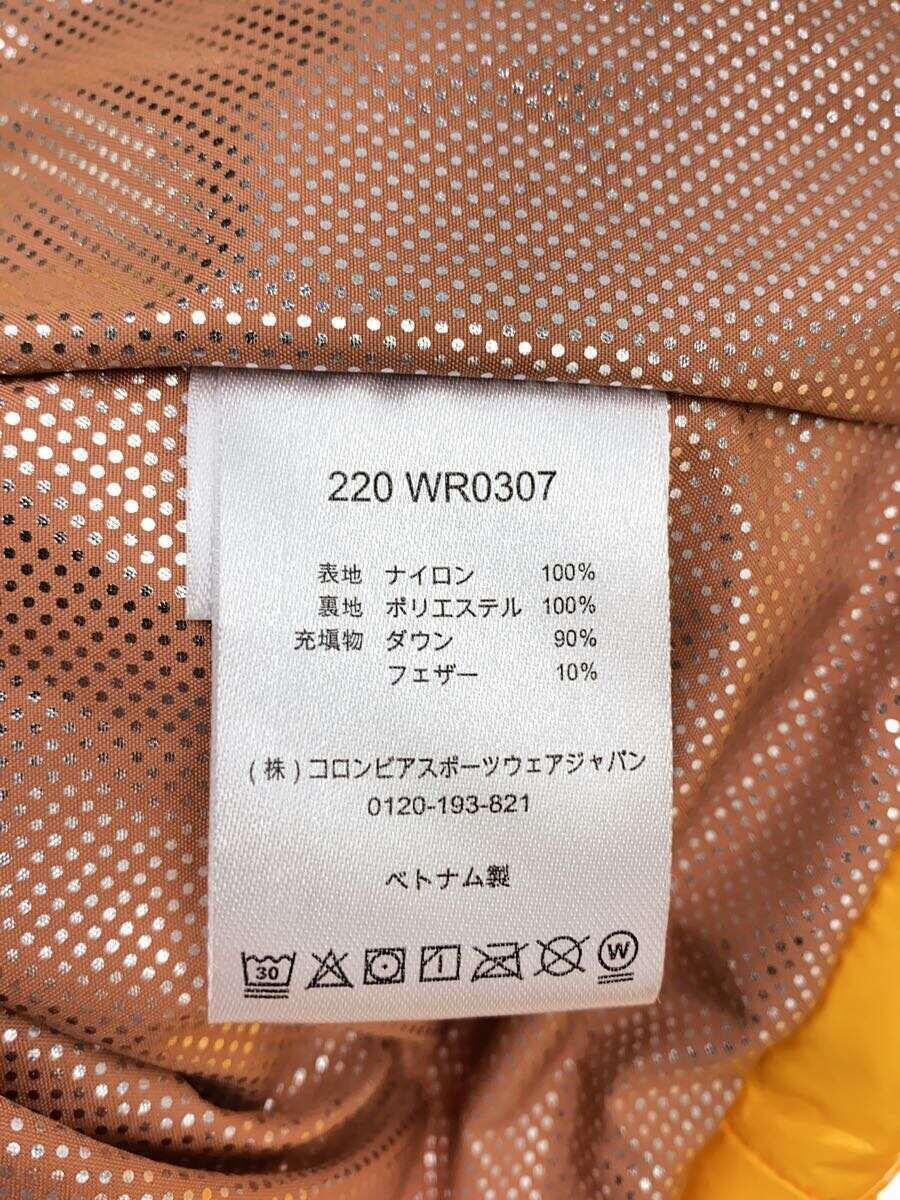 220 WR0307
表地 ナイロン 100%
裏地 ポリエステル 100%
充填物 ダウン 90%
フェザー 10%
(株)コロンビアスポーツウェアジャパン
0120-193-821
ベトナム製
30 W